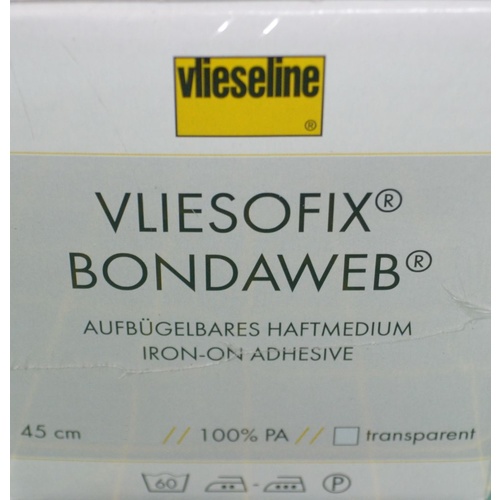 vlieseline
®
VLIESOFIX®
BONDAWEB®
AUFBÜGELBARES HAFTMEDIUM
IRON-ON ADHESIVE
45 cm // 100% PA // transparent
60 - P